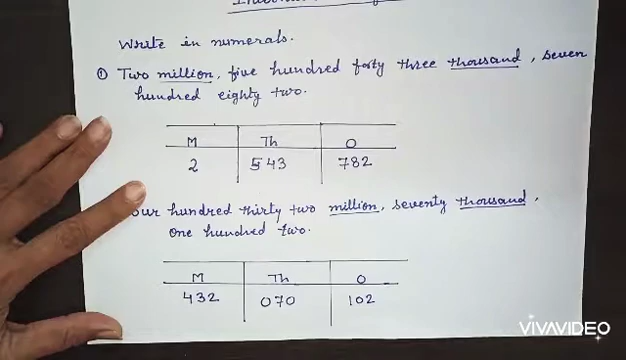 Write in numerals.
① Two million, five hundred forty three thousand, seven
hundred eighty two.
M Th O
2 543 782
our hundred thirty two million, seventy thousand,
one hundred two.
M Th O
432 070 102
VIVAVIDEO